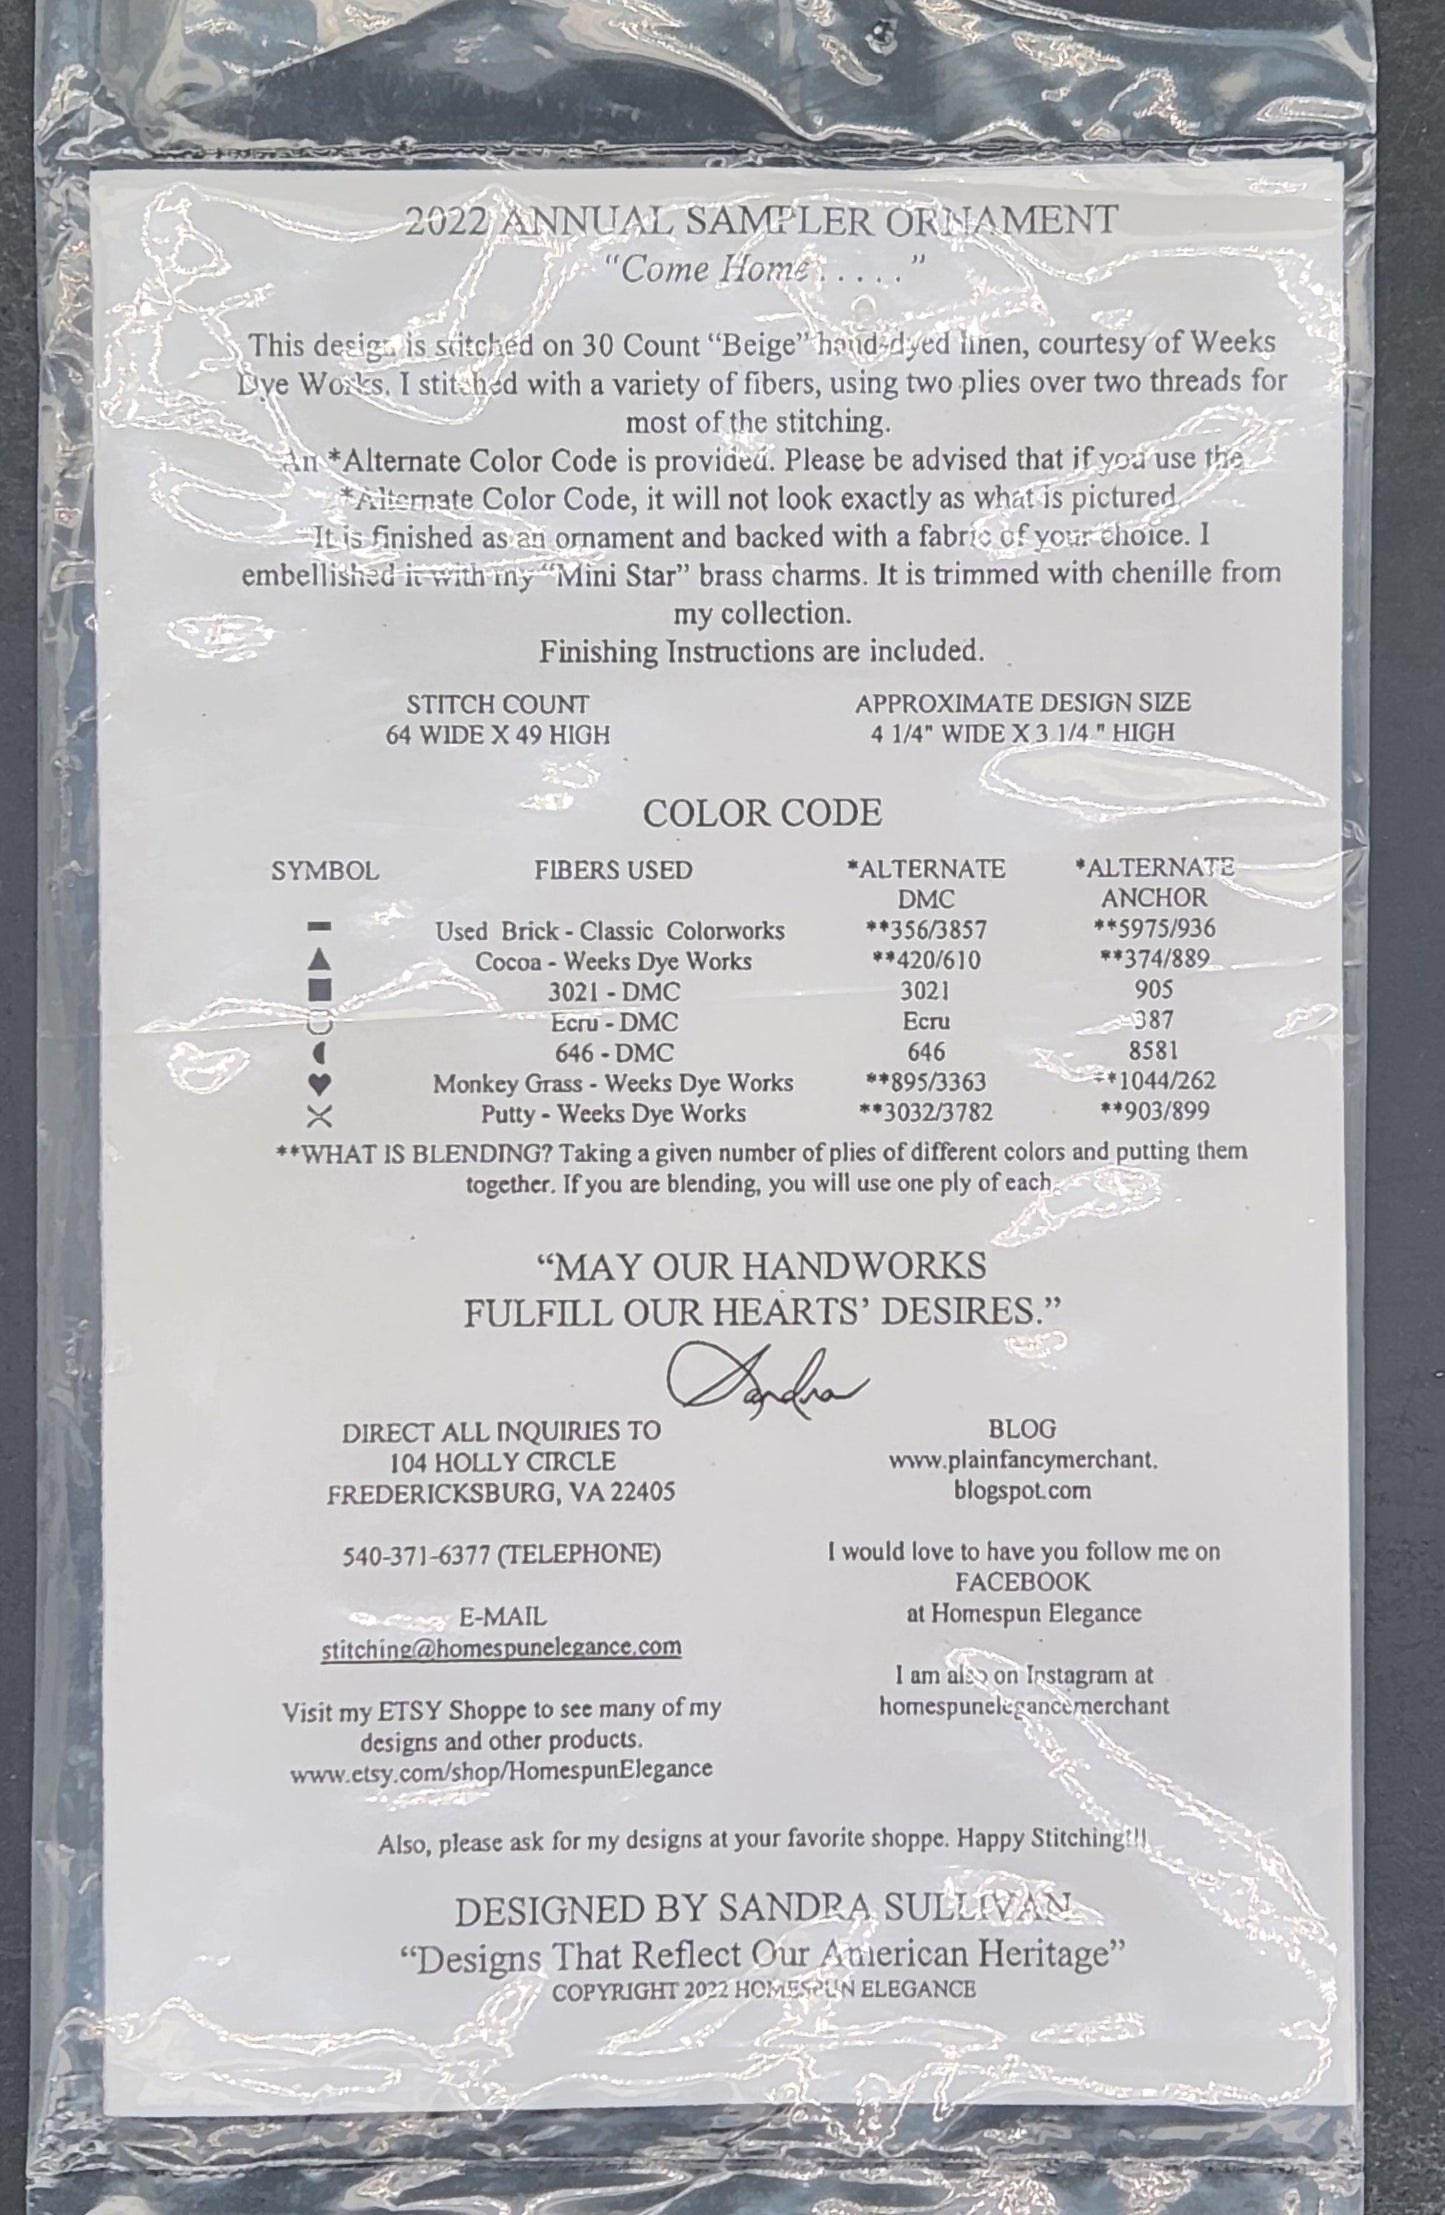 2022 ANNUAL SAMPLER ORNAMENT
“Come Home . . . . .”
This design is stitched on 30 Count “Beige” hand-dyed linen, courtesy of Weeks
Dye Works. I stitched with a variety of fibers, using two plies over two threads for
most of the stitching.
An *Alternate Color Code is provided. Please be advised that if you use the
*Alternate Color Code, it will not look exactly as what is pictured.
It is finished as an ornament and backed with a fabric of your choice. I
embellished it with my “Mini Star” brass charms. It is trimmed with chenille from
my collection.
Finishing Instructions are included.
STITCH COUNT APPROXIMATE DESIGN SIZE
64 WIDE X 49 HIGH 4 1/4" WIDE X 3 1/4 " HIGH
COLOR CODE
SYMBOL FIBERS USED *ALTERNATE *ALTERNATE
DMC ANCHOR
Used Brick - Classic Colorworks **356/3857 **5975/936
Cocoa - Weeks Dye Works **420/610 **374/889
3021 - DMC 3021 905
Ecru - DMC Ecru 387
646 - DMC 646 8581
Monkey Grass - Weeks Dye Works **895/3363 **1044/262
Putty - Weeks Dye Works **3032/3782 **903/899
**WHAT IS BLENDING? Taking a given number of plies of different colors and putting them
together. If you are blending, you will use one ply of each.
“MAY OUR HANDWORKS
FULFILL OUR HEARTS’ DESIRES.”
Sandra
DIRECT ALL INQUIRIES TO
104 HOLLY CIRCLE
FREDERICKSBURG, VA 22405
540-371-6377 (TELEPHONE)
E-MAIL
stitching@homespunelegance.com
Visit my ETSY Shoppe to see many of my
designs and other products.
www.etsy.com/shop/HomespunElegance
BLOG
www.plainfancymerchant.
blogspot.com
I would love to have you follow me on
FACEBOOK
at Homespun Elegance
I am also on Instagram at
homespunelegancemerchant
Also, please ask for my designs at your favorite shoppe. Happy Stitching!!!
DESIGNED BY SANDRA SULLIVAN
“Designs That Reflect Our American Heritage”
COPYRIGHT 2022 HOMESPUN ELEGANCE